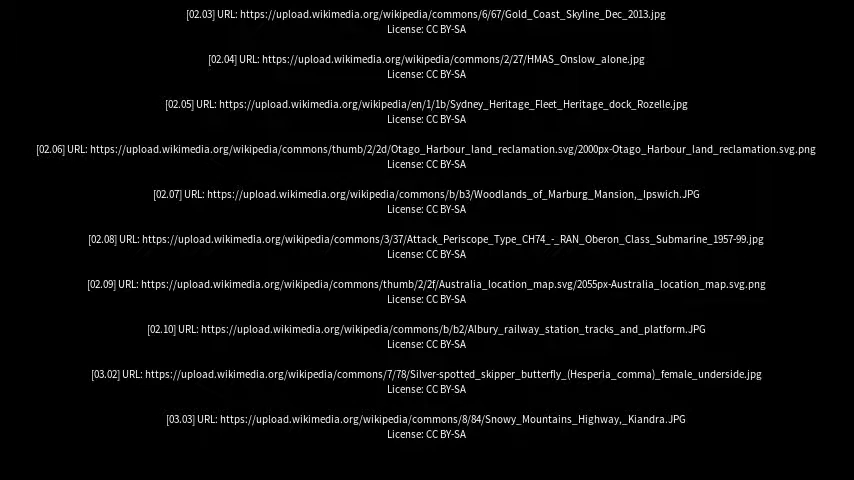 [02.03] URL: https://upload.wikimedia.org/wikipedia/commons/6/67/Gold_Coast_Skyline_Dec_2013.jpg
License: CC BY-SA
[02.04] URL: https://upload.wikimedia.org/wikipedia/commons/2/27/HMAS_Onslow_alone.jpg
License: CC BY-SA
[02.05] URL: https://upload.wikimedia.org/wikipedia/en/1/1b/Sydney_Heritage_Fleet_Heritage_dock_Rozelle.jpg
License: CC BY-SA
[02.06] URL: https://upload.wikimedia.org/wikipedia/commons/thumb/2/2d/Otago_Harbour_land_reclamation.svg/2000px-Otago_Harbour_land_reclamation.svg.png
License: CC BY-SA
[02.07] URL: https://upload.wikimedia.org/wikipedia/commons/b/b3/Woodlands_of_Marburg_Mansion,_Ipswich.JPG
License: CC BY-SA
[02.08] URL: https://upload.wikimedia.org/wikipedia/commons/3/37/Attack_Periscope_Type_CH74_-_RAN_Oberon_Class_Submarine_1957-99.jpg
License: CC BY-SA
[02.09] URL: https://upload.wikimedia.org/wikipedia/commons/thumb/2/2f/Australia_location_map.svg/2055px-Australia_location_map.svg.png
License: CC BY-SA
[02.10] URL: https://upload.wikimedia.org/wikipedia/commons/b/b2/Albury_railway_station_tracks_and_platform.JPG
License: CC BY-SA
[03.02] URL: https://upload.wikimedia.org/wikipedia/commons/7/78/Silver-spotted_skipper_butterfly_(Hesperia_comma)_female_underside.jpg
License: CC BY-SA
[03.03] URL: https://upload.wikimedia.org/wikipedia/commons/8/84/Snowy_Mountains_Highway,_Kiandra.JPG
License: CC BY-SA